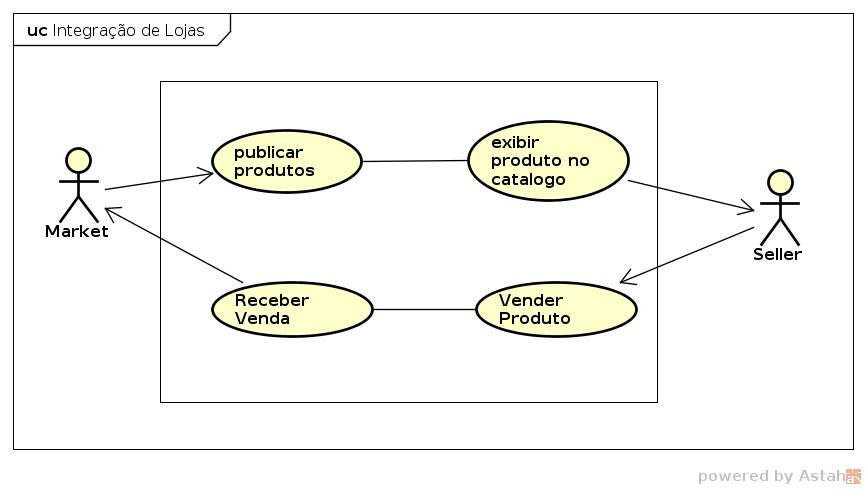 uc Integração de Lojas
publicar
produtos
exibir
produto no
catalogo
Market
Seller
Receber
Venda
Vender
Produto
powered by Astah